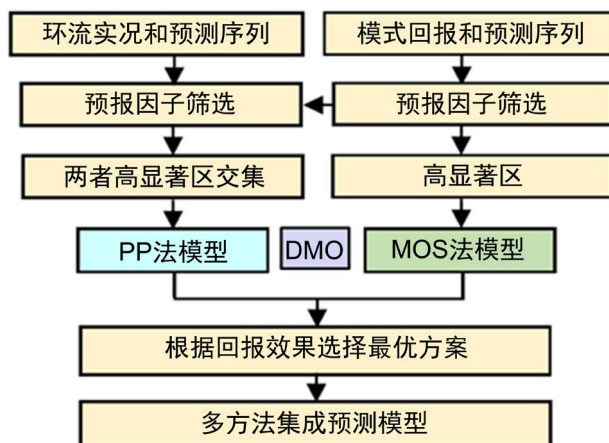 环流实况和预测序列
模式回报和预测序列
预报因子筛选
预报因子筛选
两者高显著区交集
高显著区
PP法模型
DMO
MOS法模型
根据回报效果选择最优方案
多方法集成预测模型